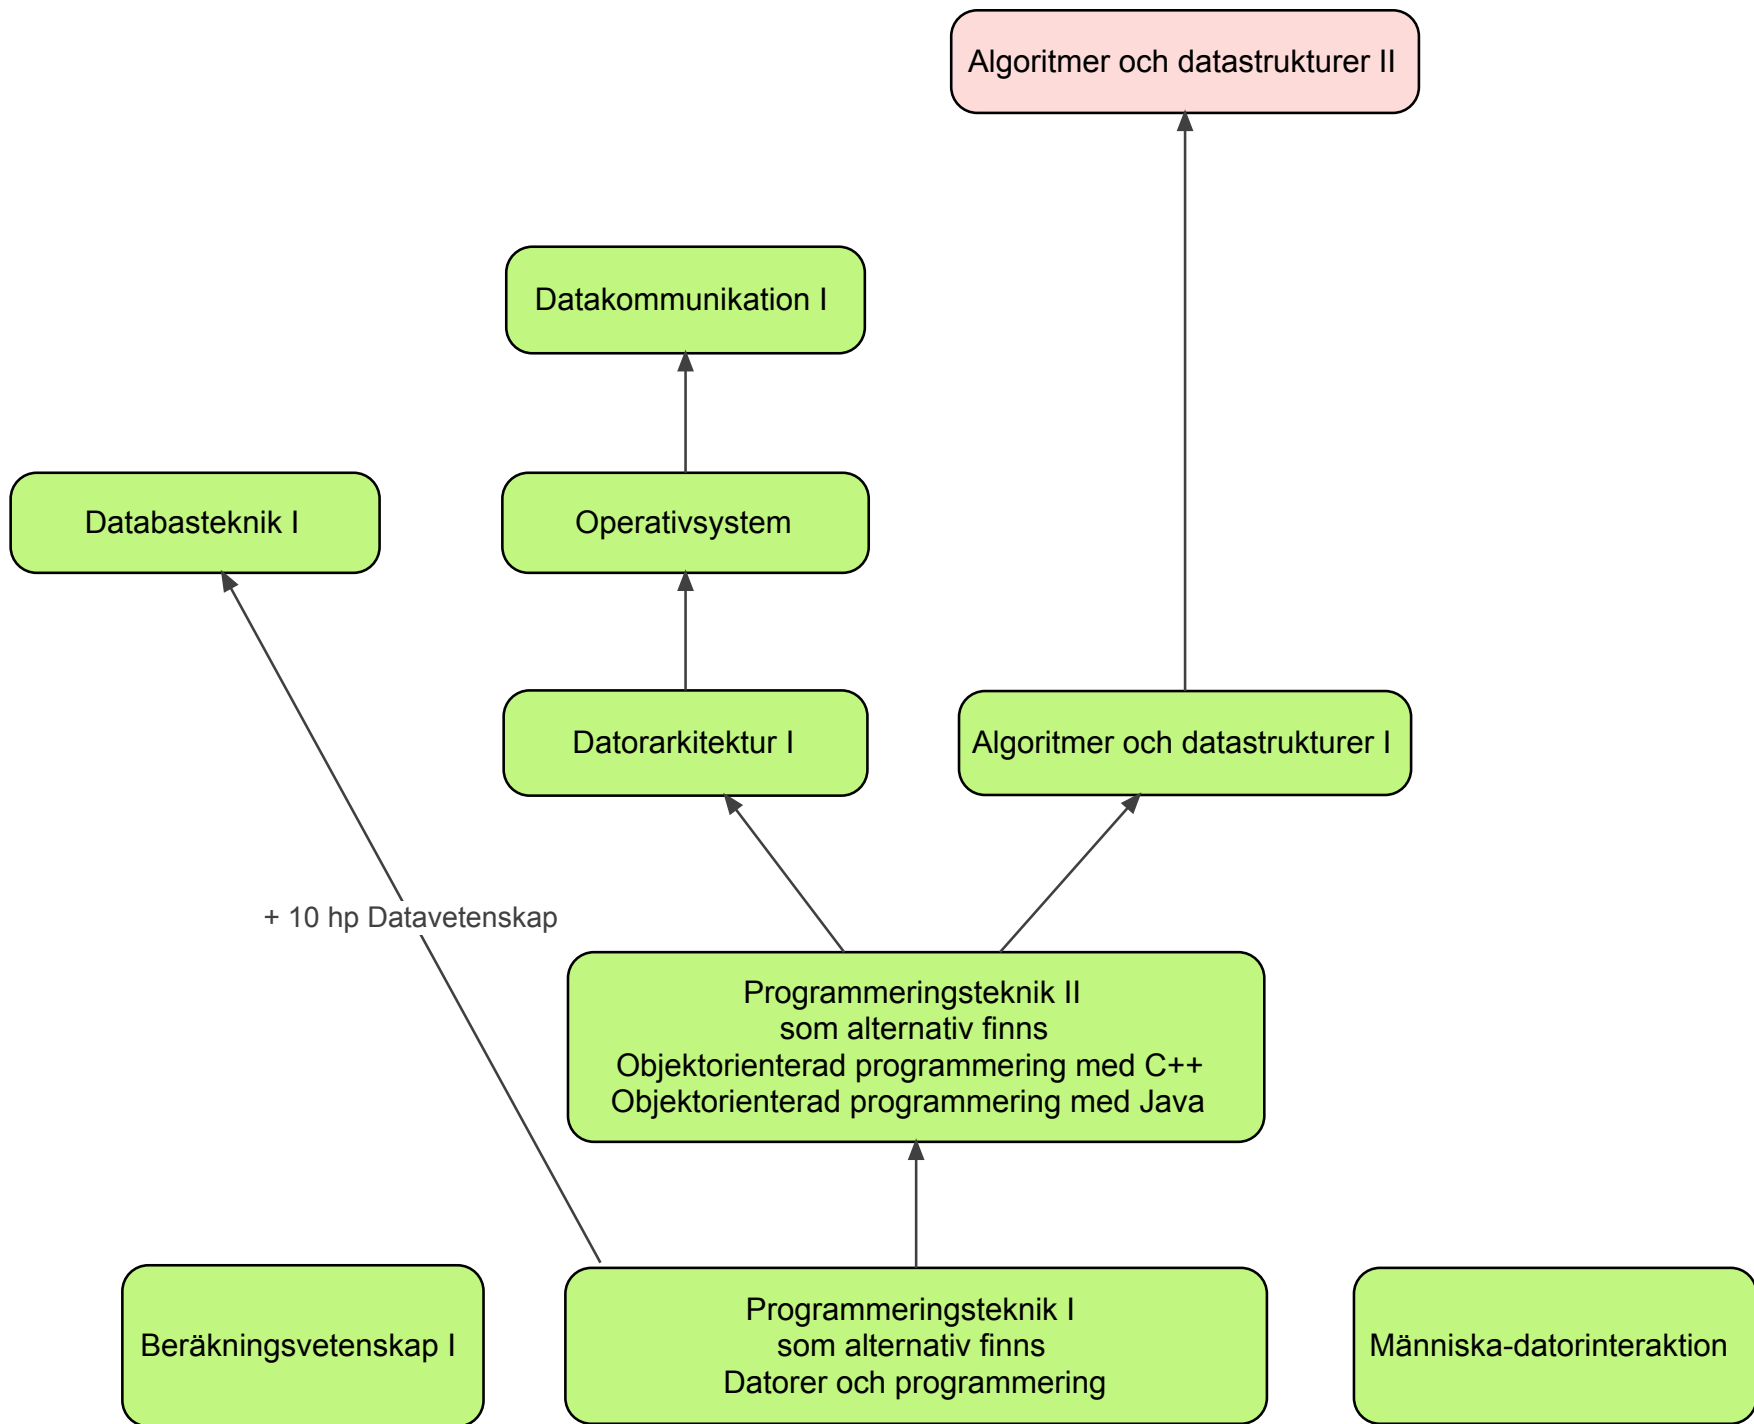 Algoritmer och datastrukturer II
Datakommunikation I
Databasteknik I
Operativsystem
Datorarkitektur I
Algoritmer och datastrukturer I
+ 10 hp Datavetenskap
Programmeringsteknik II
som alternativ finns
Objektorienterad programmering med C++
Objektorienterad programmering med Java
Beräkningsvetenskap I
Programmeringsteknik I
som alternativ finns
Datorer och programmering
Människa-datorinteraktion